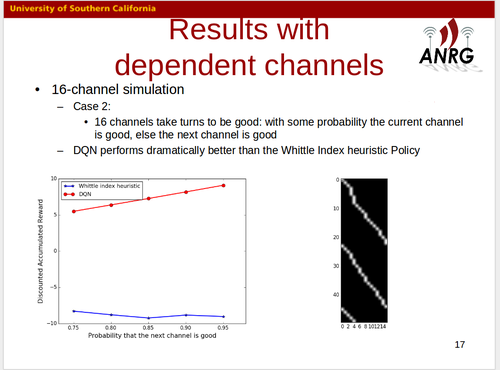 University of Southern California
Results with
dependent channels
ANRG
• 16-channel simulation
– Case 2:
• 16 channels take turns to be good: with some probability the current channel
is good, else the next channel is good
– DQN performs dramatically better than the Whittle Index heuristic Policy
Whittle index heuristic
DQN
10
5
0
−5
−10
0.75 0.80 0.85 0.90 0.95
Discounted Accumulated Reward
Probability that the next channel is good
0
10
20
30
40
0 2 4 6 8 10 12 14
17